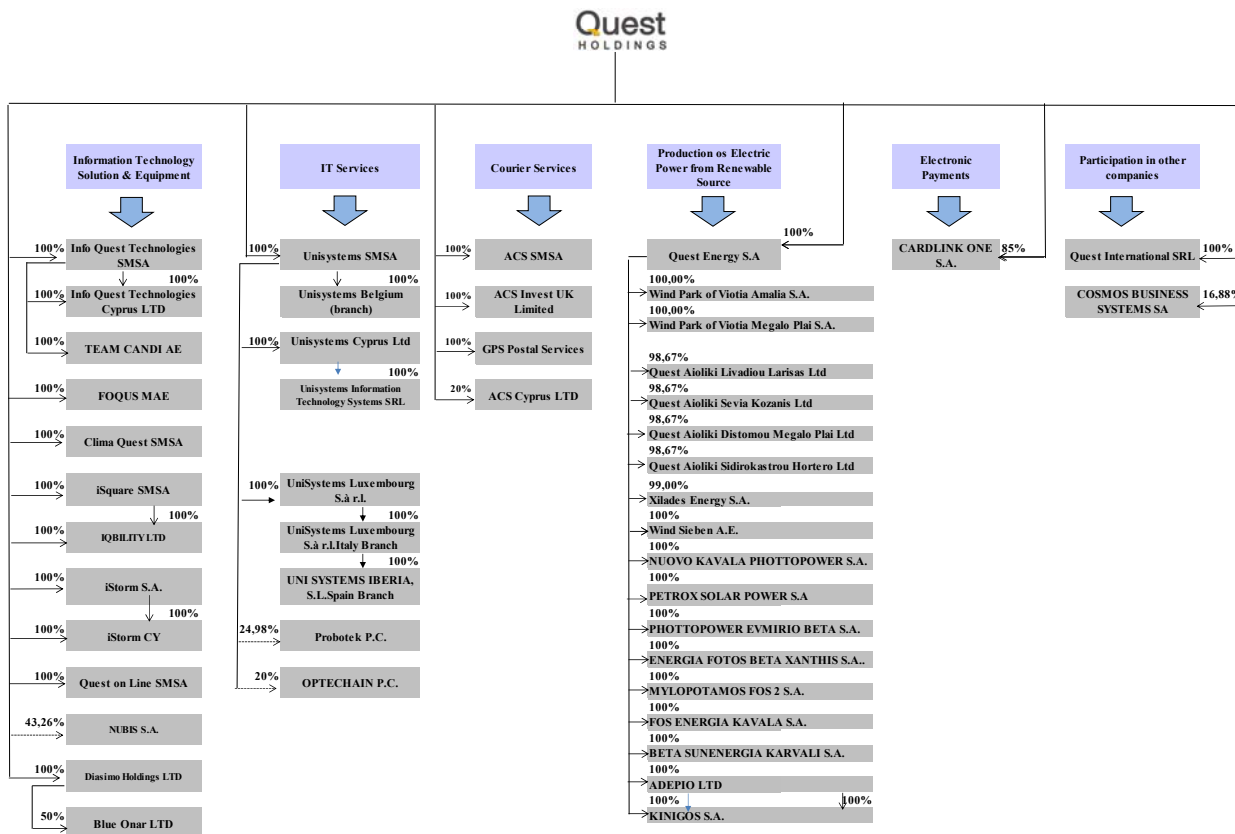 Quest
HOLDINGS
Information Technology
Solution & Equipment
100%
Info Quest Technologies
SMSA
100%
100%
Info Quest Technologies
Cyprus LTD
100%
TEAM CANDI AE
100%
FOQUS MAE
100%
Clima Quest SMSA
100%
iSquare SMSA
100%
100%
IQBILITY LTD
100%
iStorm S.A.
100%
100%
iStorm CY
100%
Quest on Line SMSA
43,26%
NUBIS S.A.
100%
Diasimo Holdings LTD
50%
Blue Onar LTD
IT Services
100%
Unisystems SMSA
100%
Unisystems Belgium
(branch)
100%
Unisystems Cyprus Ltd
100%
Unisystems Information
Technology Systems SRL
100%
UniSystems Luxembourg
S.à r.l.
100%
UniSystems Luxembourg
S.à r.l.Italy Branch
100%
UNI SYSTEMS IBERIA,
S.L.Spain Branch
24,98%
Probotek P.C.
20%
OPTECHAIN P.C.
Courier Services
100%
ACS SMSA
100%
ACS Invest UK
Limited
100%
GPS Postal Services
20%
ACS Cyprus LTD
Production os Electric
Power from Renewable
Source
100%
Quest Energy S.A
100,00%
Wind Park of Viotia Amalia S.A.
100,00%
Wind Park of Viotia Megalo Plai S.A.
98,67%
Quest Aioliki Livadiou Larisas Ltd
98,67%
Quest Aioliki Sevia Kozanis Ltd
98,67%
Quest Aioliki Distomou Megalo Plai Ltd
98,67%
Quest Aioliki Sidirokastrou Hortero Ltd
99,00%
Xilades Energy S.A.
100%
Wind Sieben A.E.
100%
NUOVO KAVALA PHOTTOPOWER S.A.
100%
PETROX SOLAR POWER S.A
100%
PHOTTOPOWER EVMIRIO BETA S.A.
100%
ENERGIA FOTOS BETA XANTHIS S.A..
100%
MYLOPOTAMOS FOS 2 S.A.
100%
FOS ENERGIA KAVALA S.A.
100%
BETA SUNENERGIA KARVALI S.A.
100%
ADEPIO LTD
100%
100%
KINIGOS S.A.
Electronic
Payments
CARDLINK ONE
S.A.
85%
Participation in other
companies
Quest International SRL
100%
COSMOS BUSINESS
SYSTEMS SA
16,88%